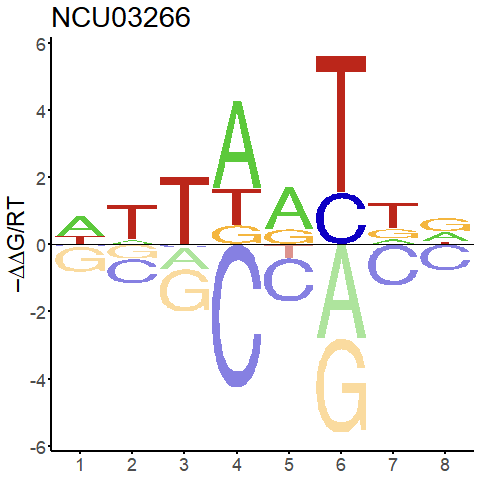 NCU03266
−ΔΔG/RT
6
4
2
0
-2
-4
-6
A T T A A T T G
T A T G C G A
G G G A G T C T
G C A C A C G
C G T C G C
1 2 3 4 5 6 7 8